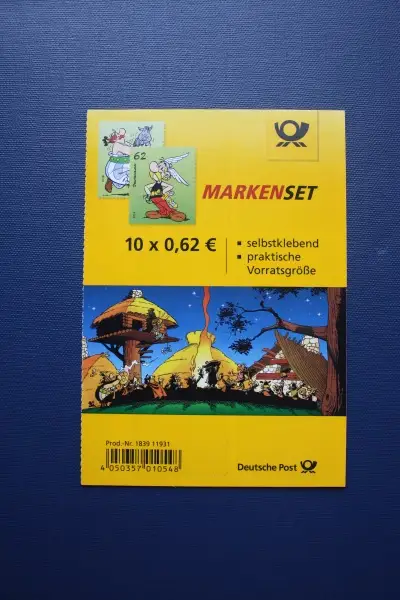 62
MARKENSET
10 x 0,62 €
▪ selbstklebend
▪ praktische
Vorratsgröße
Prod.-Nr. 1839 11931
4 050357 010548
Deutsche Post